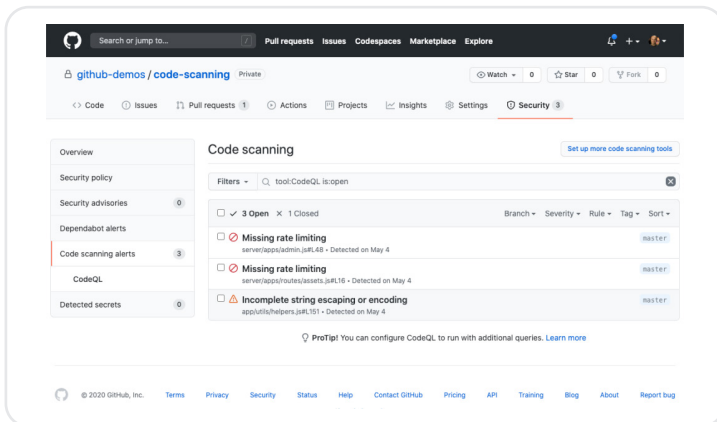 Search or jump to... / Pull requests Issues Codespaces Marketplace Explore
github-demos / code-scanning Private Watch 0 Star 0 Fork 0
<> Code Issues Pull requests 1 Actions Projects Insights Settings Security 3
Overview
Security policy
Security advisories 0
Dependabot alerts
Code scanning alerts 3
CodeQL
Detected secrets 0
Code scanning Set up more code scanning tools
Filters tool:CodeQL is:open
3 Open 1 Closed Branch Severity Rule Tag Sort
Missing rate limiting master
server/apps/admin.js#L48 • Detected on May 4
Missing rate limiting master
server/apps/routes/assets.js#L16 • Detected on May 4
Incomplete string escaping or encoding master
app/utils/helpers.js#L151 • Detected on May 4
ProTip! You can configure CodeQL to run with additional queries. Learn more
© 2020 GitHub, Inc. Terms Privacy Security Status Help Contact GitHub Pricing API Training Blog About Report bug